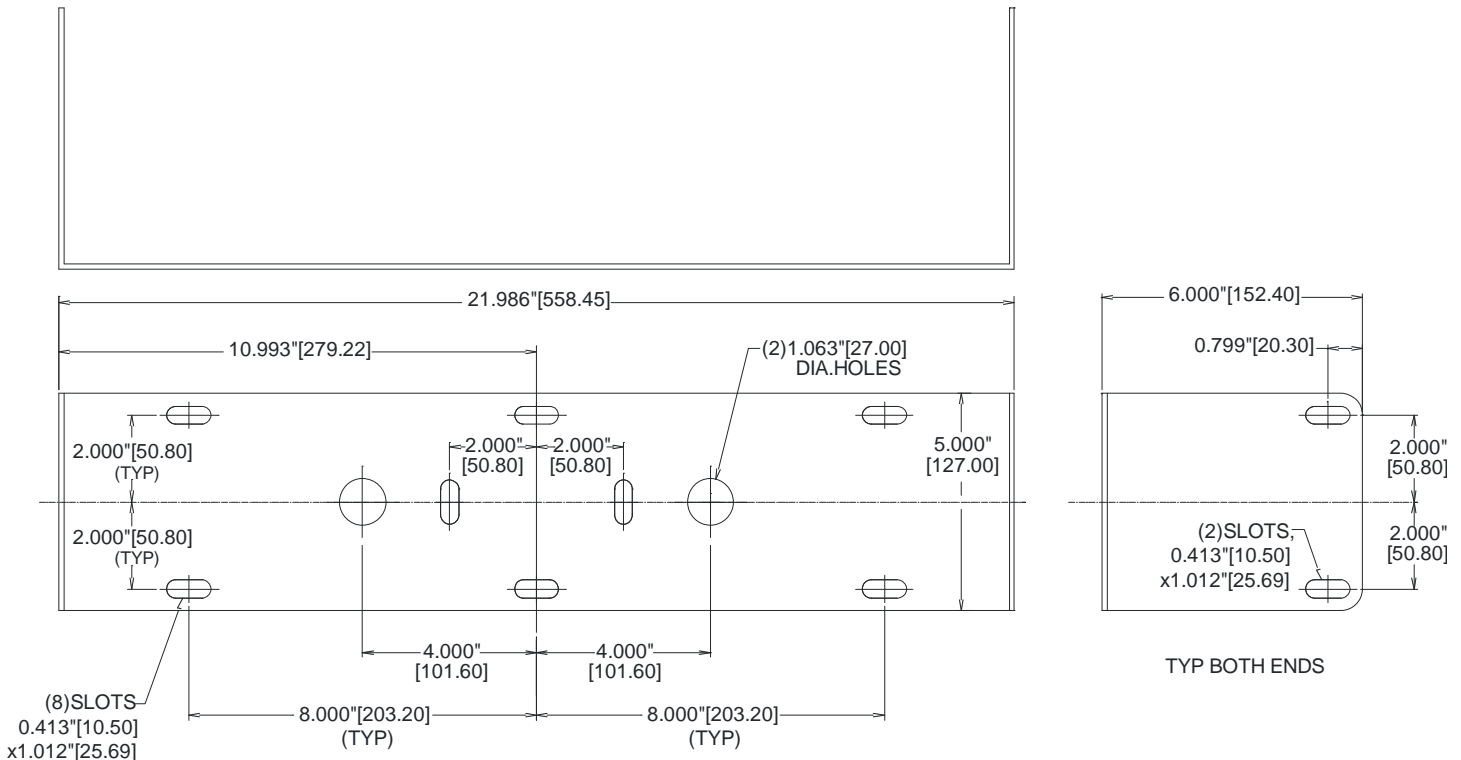 21.986"[558.45]
6.000"[152.40]
10.993"[279.22]
(2)1.063"[27.00]
DIA.HOLES
0.799"[20.30]
2.000"[50.80]
(TYP)
2.000"
[50.80]
2.000"
[50.80]
5.000"
[127.00]
2.000"
[50.80]
2.000"[50.80]
(TYP)
(2)SLOTS,
0.413"[10.50]
x1.012"[25.69]
2.000"
[50.80]
4.000"
[101.60]
4.000"
[101.60]
TYP BOTH ENDS
(8)SLOTS
0.413"[10.50]
x1.012"[25.69]
8.000"[203.20]
(TYP)
8.000"[203.20]
(TYP)